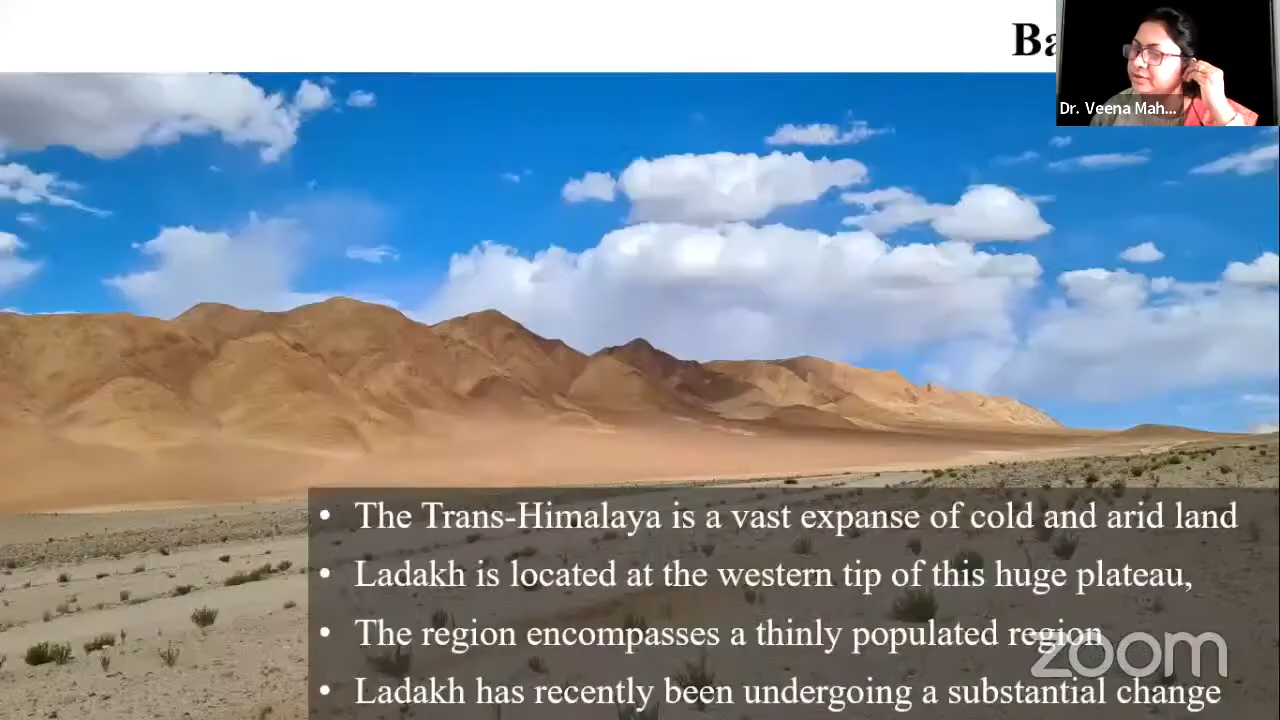 Dr. Veena Mah...
• The Trans-Himalaya is a vast expanse of cold and arid land
• Ladakh is located at the western tip of this huge plateau,
• The region encompasses a thinly populated region
zoom
• Ladakh has recently been undergoing a substantial change